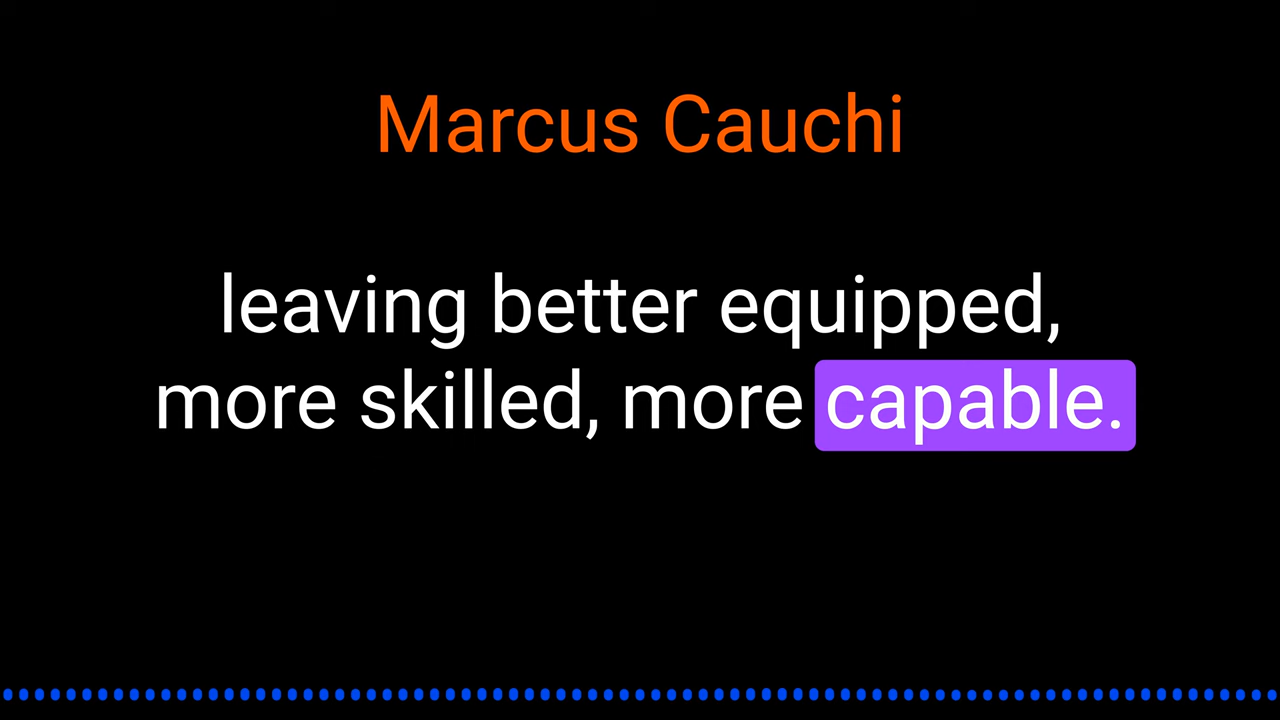 Marcus Cauchi
leaving better equipped,
more skilled, more capable.